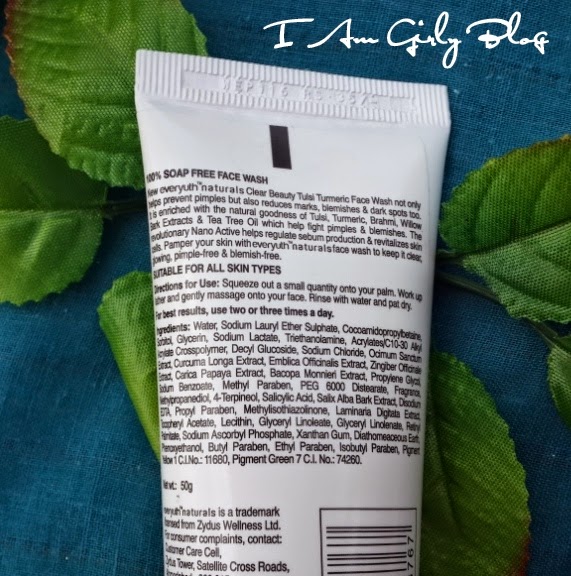 I Am Girly Blog
100% SOAP FREE FACE WASH
New everyuth™naturals Clear Beauty Tulsi Turmeric Face Wash not only
helps prevent pimples but also reduces marks, blemishes & dark spots too.
It is enriched with the natural goodness of Tulsi, Turmeric, Brahmi, Willow
Bark Extracts & Tea Tree Oil which help fight pimples & blemishes. The
revolutionary Nano Active helps regulate sebum production & revitalizes skin
cells. Pamper your skin with everyuth™naturals face wash to keep it clear,
glowing, pimple-free & blemish-free.
SUITABLE FOR ALL SKIN TYPES
Directions for Use: Squeeze out a small quantity onto your palm. Work up
lather and gently massage onto your face. Rinse with water and pat dry.
For best results, use two or three times a day.
Ingredients: Water, Sodium Lauryl Ether Sulphate, Cocoamidopropylbetaine,
Sorbitol, Glycerin, Sodium Lactate, Triethanolamine, Acrylates/C10-30 Alkyl
Acrylate Crosspolymer, Decyl Glucoside, Sodium Chloride, Ocimum Sanctum
Extract, Curcuma Longa Extract, Emblica Officinalis Extract, Zingiber Officinale
Extract, Carica Papaya Extract, Bacopa Monnieri Extract, Propylene Glycol,
Sodium Benzoate, Methyl Paraben, PEG 6000 Distearate, Fragrance,
Methylpropanediol, 4-Terpineol, Salicylic Acid, Salix Alba Bark Extract, Disodium
EDTA, Propyl Paraben, Methylisothiazolinone, Laminaria Digitata Extract,
Tocopheryl Acetate, Lecithin, Glyceryl Linoleate, Glyceryl Linolenate, Retinyl
Palmitate, Sodium Ascorbyl Phosphate, Xanthan Gum, Diathomeaceous Earth,
Phenoxyethanol, Butyl Paraben, Ethyl Paraben, Isobutyl Paraben, Pigment
Yellow 1 C.I.No.: 11680, Pigment Green 7 C.I. No.: 74260.
Net wt.: 50g
everyuth™naturals is a trademark
licensed from Zydus Wellness Ltd.
For consumer complaints, contact:
Customer Care Cell,
Zydus Tower, Satellite Cross Roads,